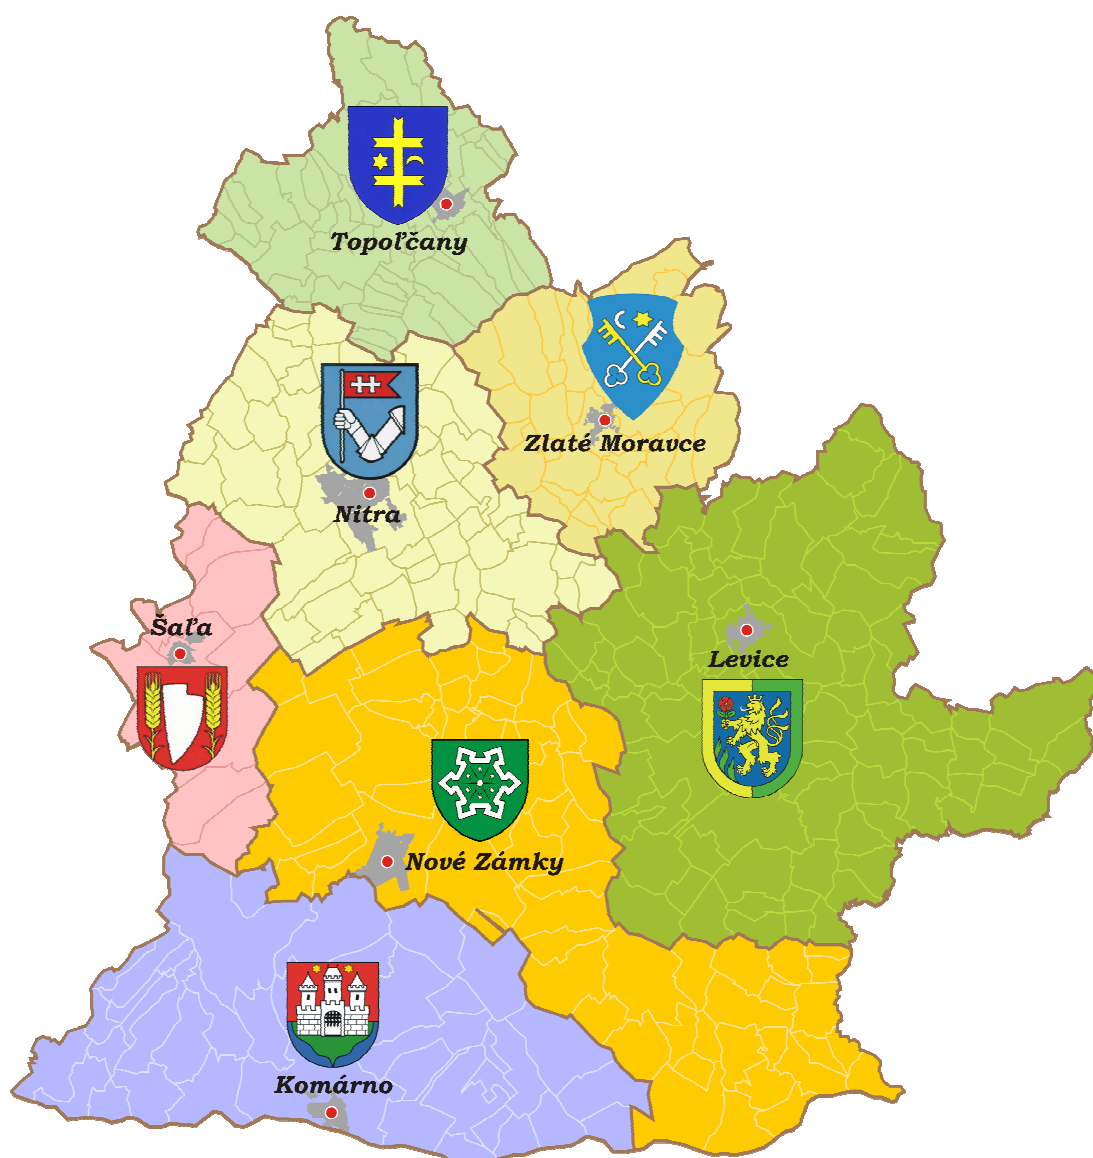 Topoľčany
Zlaté Moravce
Nitra
Šaľa
Levice
Nové Zámky
Komárno